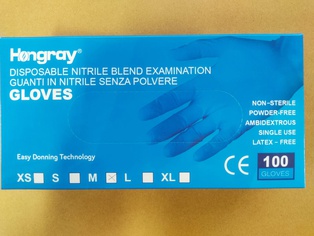 Hongray®
DISPOSABLE NITRILE BLEND EXAMINATION
GUANTI IN NITRILE SENZA POLVERE
GLOVES
NON-STERILE
POWDER-FREE
AMBIDEXTROUS
SINGLE USE
LATEX - FREE
Easy Donning Technology
CE
100
GLOVES
XS S M L XL